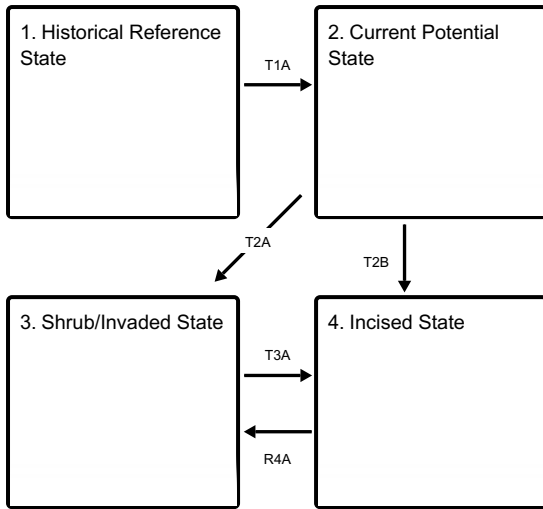 1. Historical Reference
State
T1A
2. Current Potential
State
T2A
T2B
3. Shrub/Invaded State
T3A
R4A
4. Incised State